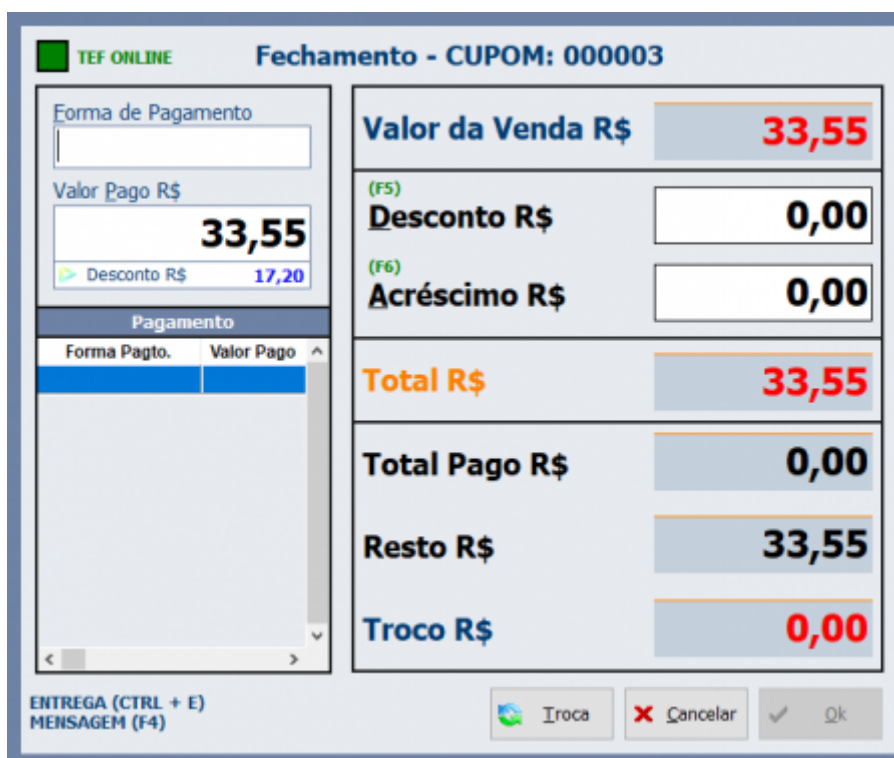 TEF ONLINE
Fechamento - CUPOM: 000003
Forma de Pagamento
Valor Pago R$
33,55
Desconto R$ 17,20
Pagamento
Forma Pagto. Valor Pago
Valor da Venda R$ 33,55
(F5)
Desconto R$ 0,00
(F6)
Acréscimo R$ 0,00
Total R$ 33,55
Total Pago R$ 0,00
Resto R$ 33,55
Troco R$ 0,00
ENTREGA (CTRL + E)
MENSAGEM (F4)
Troca Cancelar Ok